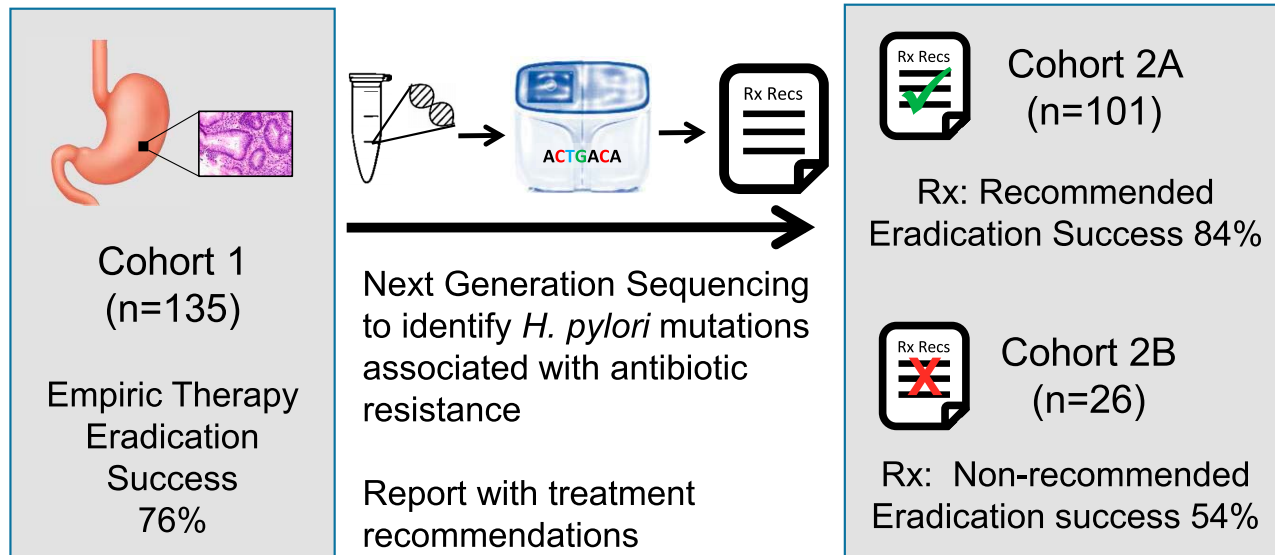 Cohort 1
(n=135)
Empiric Therapy
Eradication
Success
76%
ACTGACA
Rx Recs
Next Generation Sequencing
to identify H. pylori mutations
associated with antibiotic
resistance
Report with treatment
recommendations
Rx Recs
Cohort 2A
(n=101)
Rx: Recommended
Eradication Success 84%
Rx Recs
Cohort 2B
(n=26)
Rx:  Non-recommended
Eradication success 54%